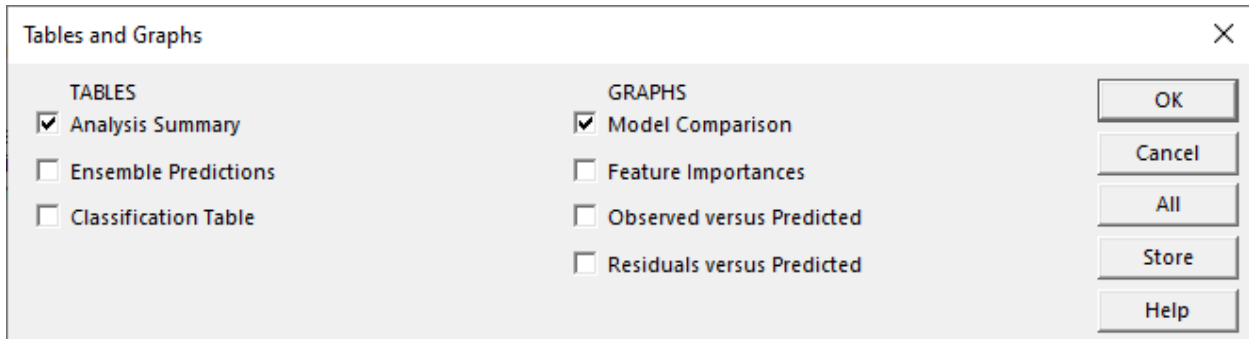 Tables and Graphs
TABLES
Analysis Summary
Ensemble Predictions
Classification Table
GRAPHS
Model Comparison
Feature Importances
Observed versus Predicted
Residuals versus Predicted
OK
Cancel
All
Store
Help